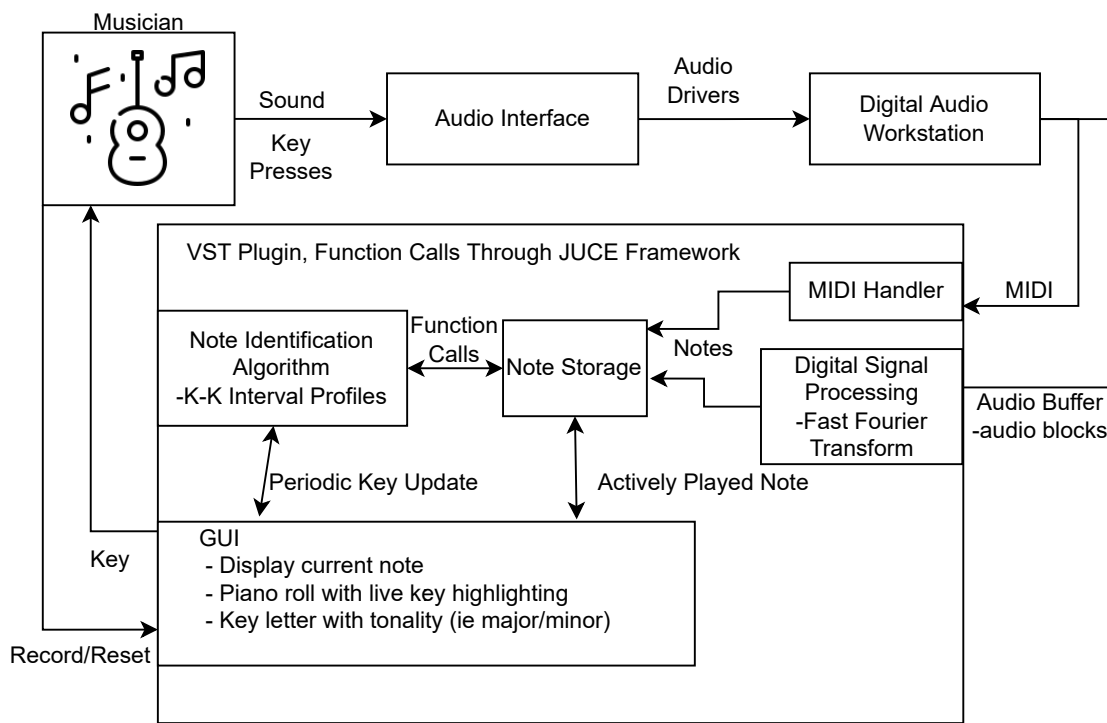 Musician
Sound
Key
Presses
Audio Interface
Audio
Drivers
Digital Audio
Workstation
VST Plugin, Function Calls Through JUCE Framework
MIDI Handler
MIDI
Note Identification
Algorithm
-K-K Interval Profiles
Function
Calls
Note Storage
Notes
Digital Signal
Processing
-Fast Fourier
Transform
Audio Buffer
-audio blocks
Periodic Key Update
Actively Played Note
Key
GUI
- Display current note
- Piano roll with live key highlighting
- Key letter with tonality (ie major/minor)
Record/Reset